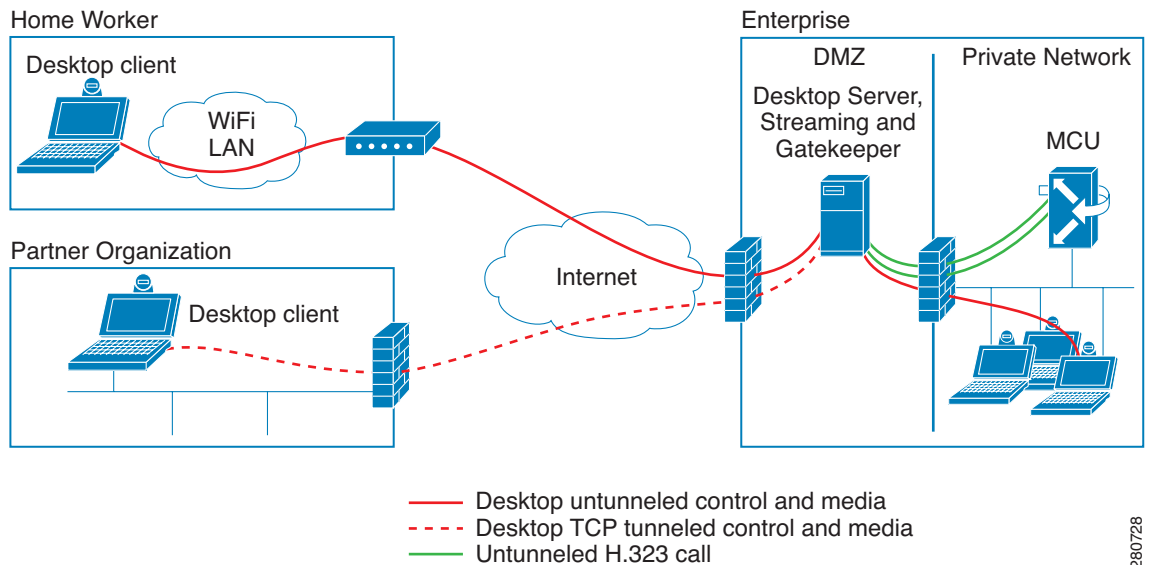 Home Worker
Desktop client
WiFi
LAN
Partner Organization
Desktop client
Internet
Enterprise
DMZ
Private Network
Desktop Server,
Streaming and
Gatekeeper
MCU
Desktop untunneled control and media
Desktop TCP tunneled control and media
Untunneled H.323 call
280728